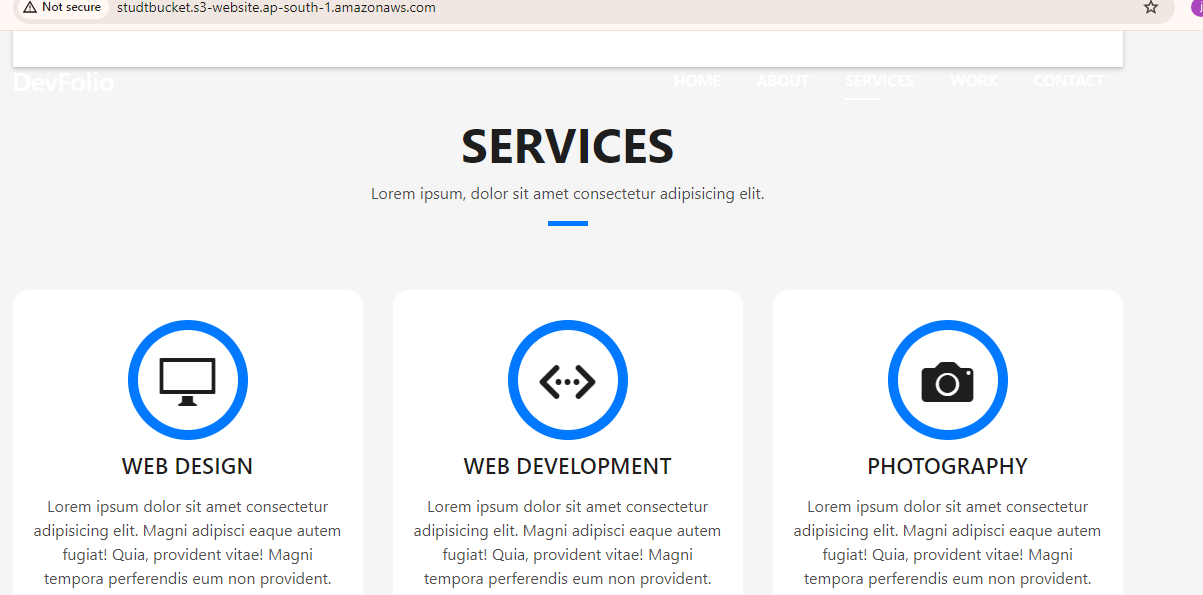 Not secure studtbucket.s3-website.ap-south-1.amazonaws.com
DevFolio HOME ABOUT SERVICES WORK CONTACT
SERVICES
Lorem ipsum, dolor sit amet consectetur adipisicing elit.
WEB DESIGN
Lorem ipsum dolor sit amet consectetur
adipisicing elit. Magni adipisci eaque autem
fugiat! Quia, provident vitae! Magni
tempora perferendis eum non provident.
WEB DEVELOPMENT
Lorem ipsum dolor sit amet consectetur
adipisicing elit. Magni adipisci eaque autem
fugiat! Quia, provident vitae! Magni
tempora perferendis eum non provident.
PHOTOGRAPHY
Lorem ipsum dolor sit amet consectetur
adipisicing elit. Magni adipisci eaque autem
fugiat! Quia, provident vitae! Magni
tempora perferendis eum non provident.